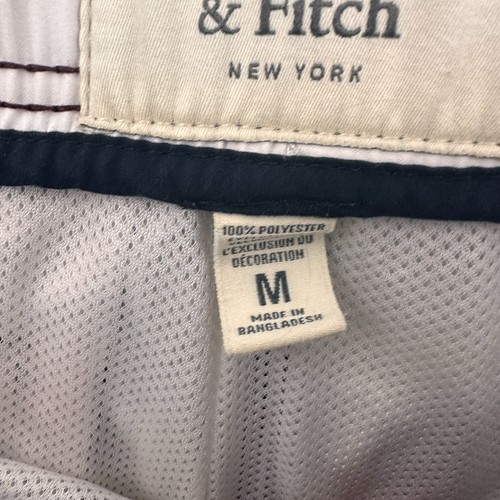 & Fitch
NEW YORK
100% POLYESTER
L'EXCLUSION DU
DÉCORATION
M
MADE IN
BANGLADESH